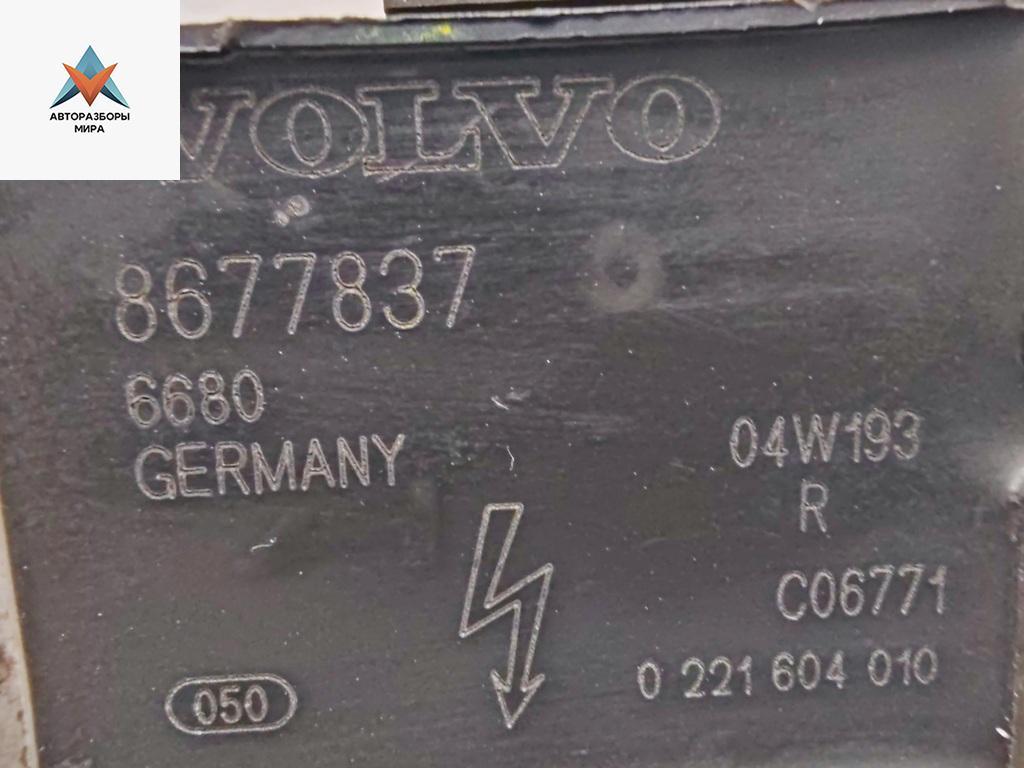 АВТОРАЗБОРЫ
МИРА
VOLVO
8677837
6680
GERMANY
04W193
R
C06771
0 221 604 010
050